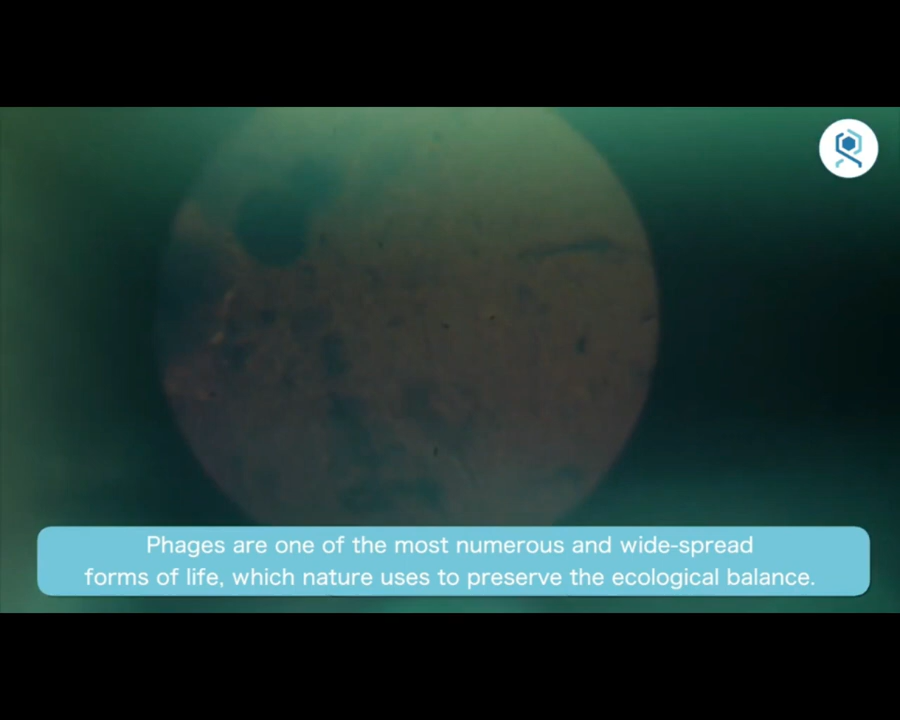 Phages are one of the most numerous and wide-spread
forms of life, which nature uses to preserve the ecological balance.